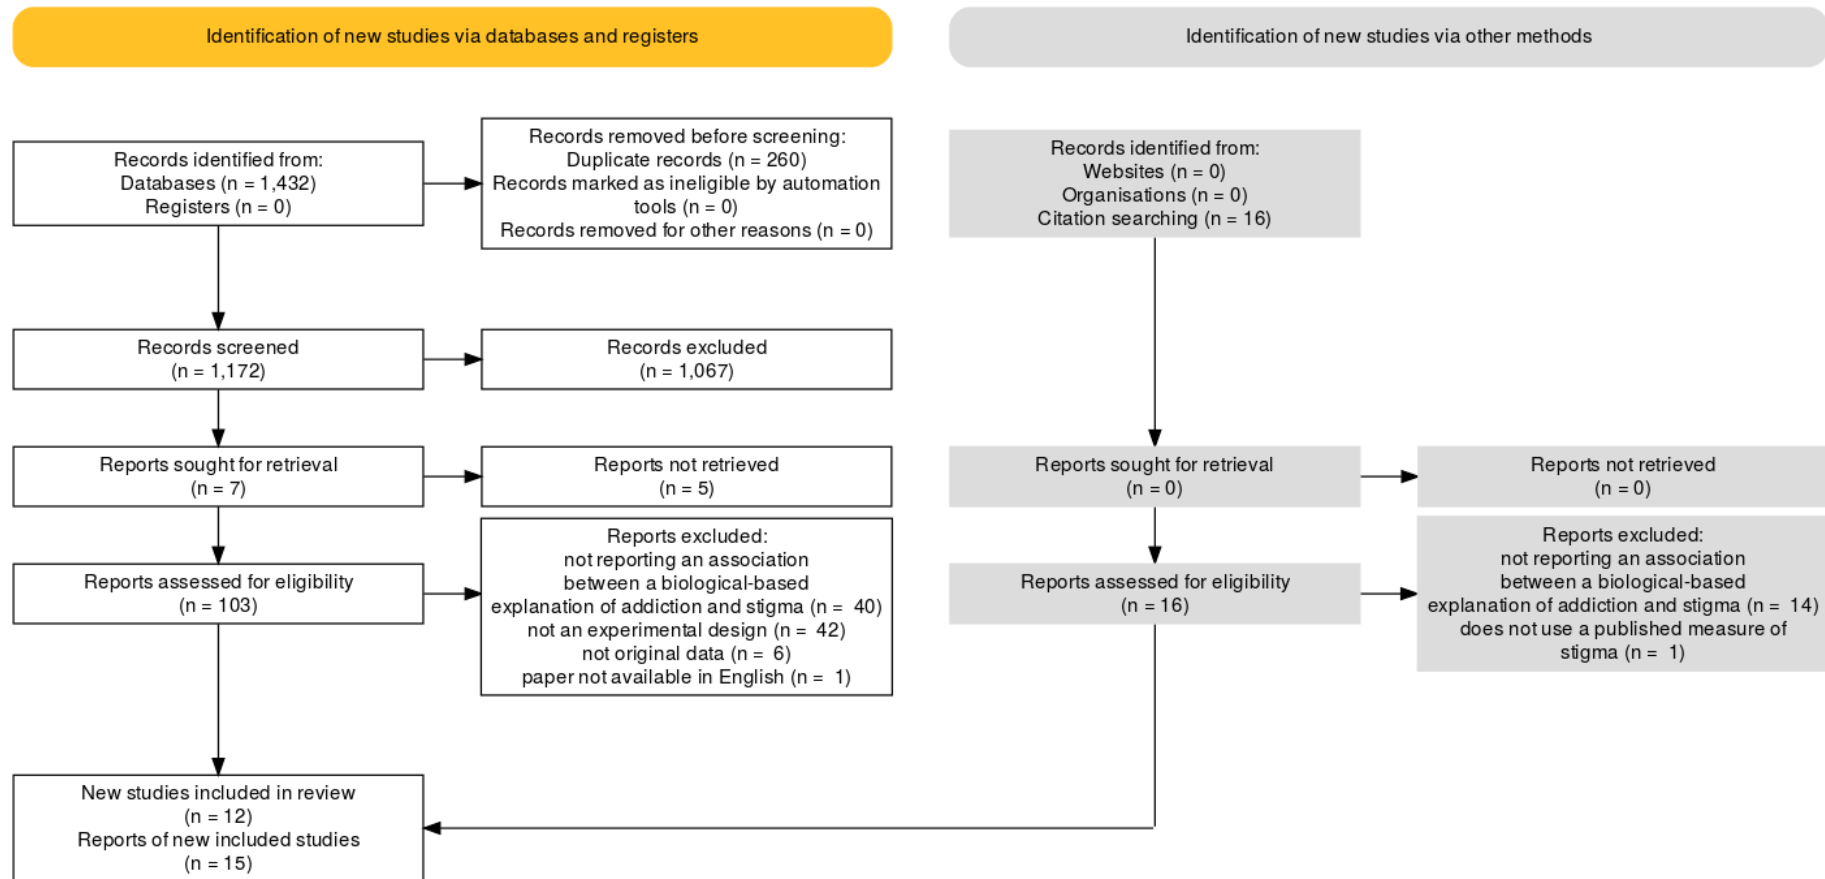 Identification of new studies via databases and registers
Identification of new studies via other methods
Records identified from:
Databases (n = 1,432)
Registers (n = 0)
Records removed before screening:
Duplicate records (n = 260)
Records marked as ineligible by automation
tools (n = 0)
Records removed for other reasons (n = 0)
Records identified from:
Websites (n = 0)
Organisations (n = 0)
Citation searching (n = 16)
Records screened
(n = 1,172)
Records excluded
(n = 1,067)
Reports sought for retrieval
(n = 7)
Reports not retrieved
(n = 5)
Reports sought for retrieval
(n = 0)
Reports not retrieved
(n = 0)
Reports assessed for eligibility
(n = 103)
Reports excluded:
not reporting an association
between a biological-based
explanation of addiction and stigma (n =  40)
not an experimental design (n =  42)
not original data (n =  6)
paper not available in English (n =  1)
Reports assessed for eligibility
(n = 16)
Reports excluded:
not reporting an association
between a biological-based
explanation of addiction and stigma (n =  14)
does not use a published measure of
stigma (n =  1)
New studies included in review
(n = 12)
Reports of new included studies
(n = 15)